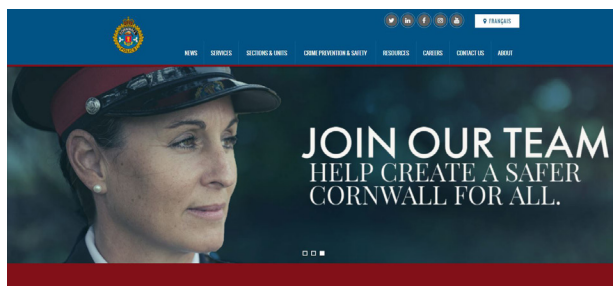 FRANÇAIS
NEWS SERVICES SECTIONS & UNITS CRIME PREVENTION & SAFETY RESOURCES CAREERS CONTACT US ABOUT
JOIN OUR TEAM
HELP CREATE A SAFER
CORNWALL FOR ALL.